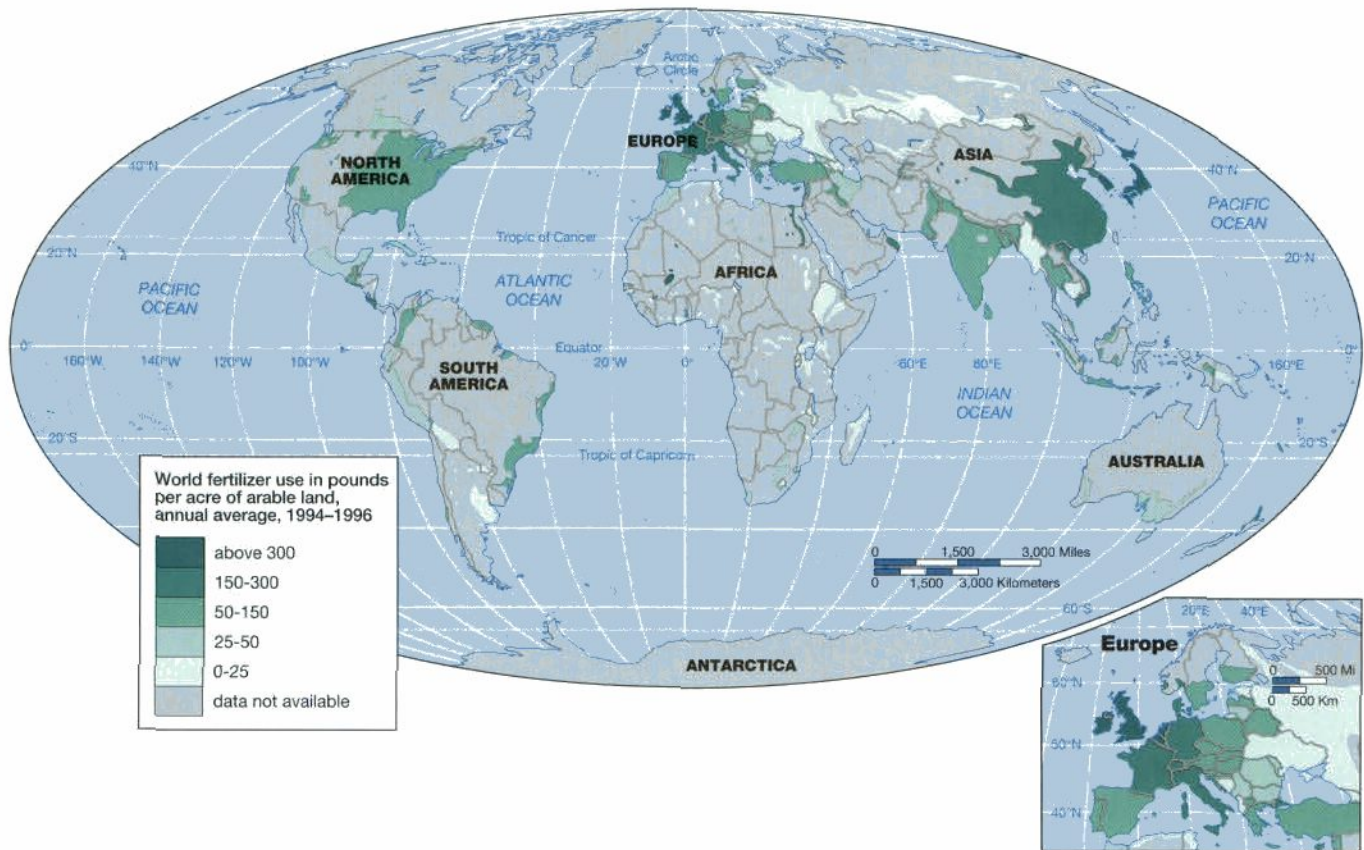 Arctic
Circle
EUROPE
ASIA
NORTH
AMERICA
40°N
40°N
PACIFIC
OCEAN
Tropic of Cancer
20°N
20°N
AFRICA
ATLANTIC
OCEAN
PACIFIC
OCEAN
Equator
0°
0°
160°W
140°W
120°W
100°W
20°W
0°
60°E
80°E
160°E
SOUTH
AMERICA
INDIAN
OCEAN
20°S
20°S
Tropic of Capricorn
AUSTRALIA
World fertilizer use in pounds
per acre of arable land,
annual average, 1994–1996
above 300
150-300
50-150
25-50
0-25
data not available
0 1,500 3,000 Miles
0 1,500 3,000 Kilometers
60°S
ANTARCTICA
20°E 40°E
Europe
0 500 Mi
0 500 Km
60°N
50°N
40°N